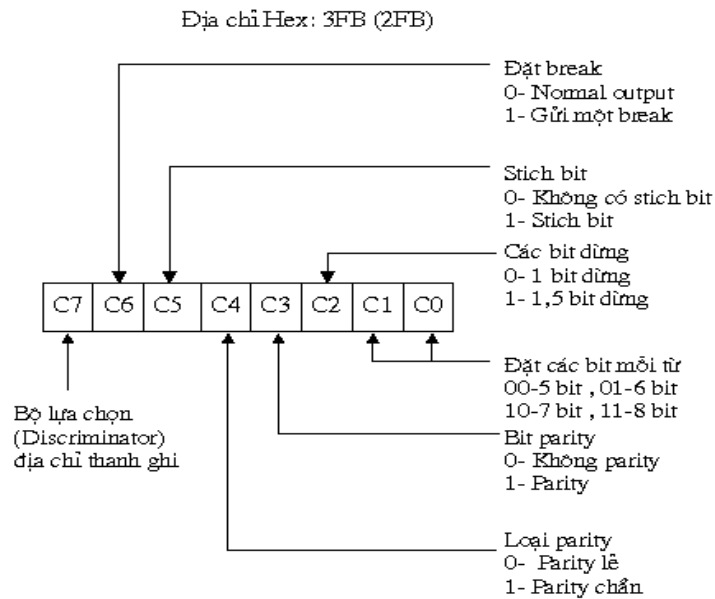 Địa chỉ Hex: 3FB (2FB)
Đặt break
0- Normal output
1- Gửi một break
Stich bit
0- Không có stich bit
1- Stich bit
Các bit dừng
0- 1 bit dừng
1- 1,5 bit dừng
C7 C6 C5 C4 C3 C2 C1 C0
Đặt các bit mỗi từ
00-5 bit , 01-6 bit
10-7 bit , 11-8 bit
Bộ lựa chọn
(Discriminator)
địa chỉ thanh ghi
Bit parity
0- Không parity
1- Parity
Loại parity
0- Parity lẻ
1- Parity chẩn